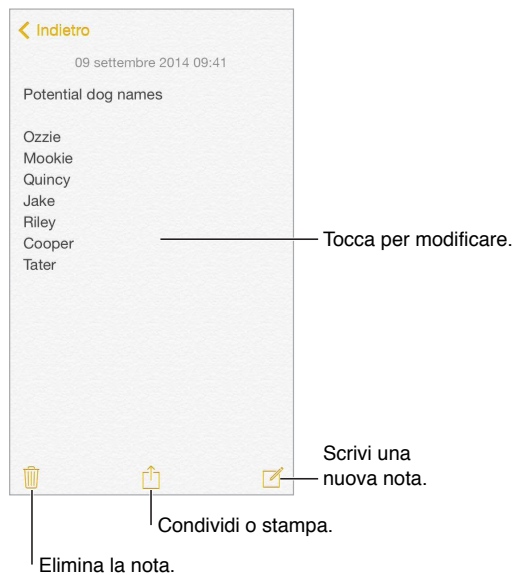 Indietro
09 settembre 2014 09:41
Potential dog names
Ozzie
Mookie
Quincy
Jake
Riley
Cooper
Tater
Tocca per modificare.
Scrivi una
nuova nota.
Condividi o stampa.
Elimina la nota.